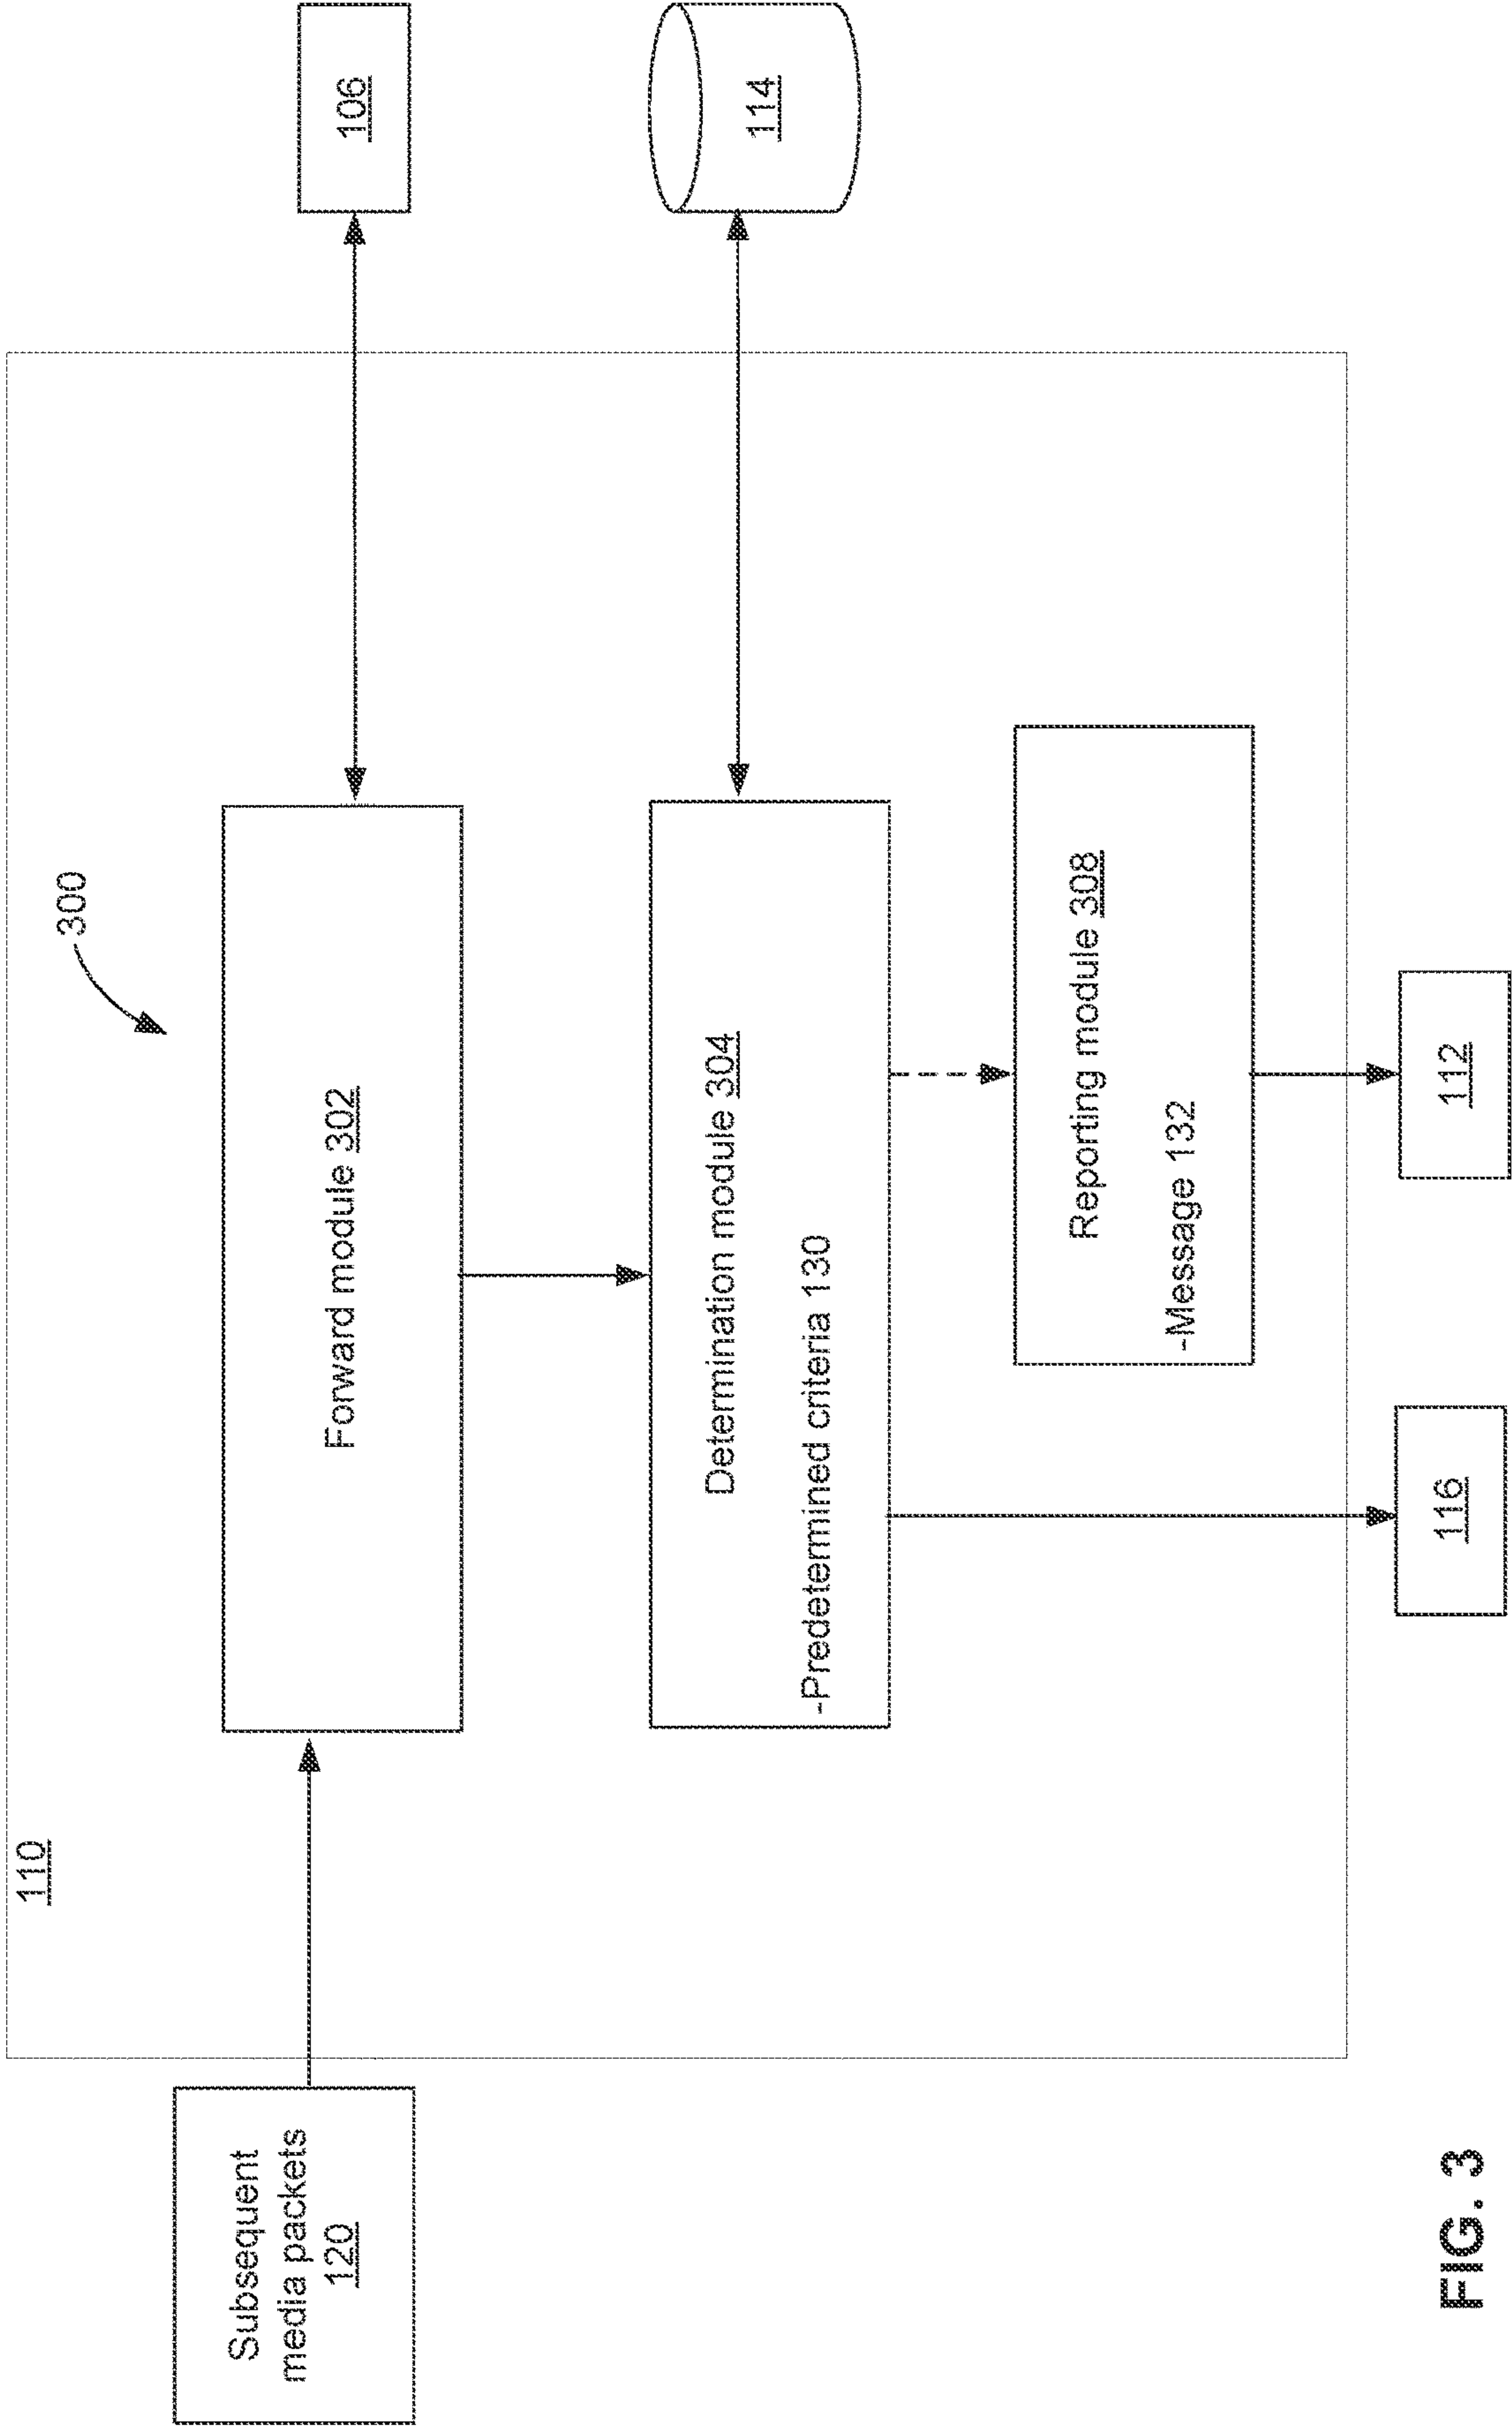 110
300
Subsequent
media packets
120
Forward module 302
106
Determination module 304
-Predetermined criteria 130
114
Reporting module 308
-Message 132
116
112
FIG. 3